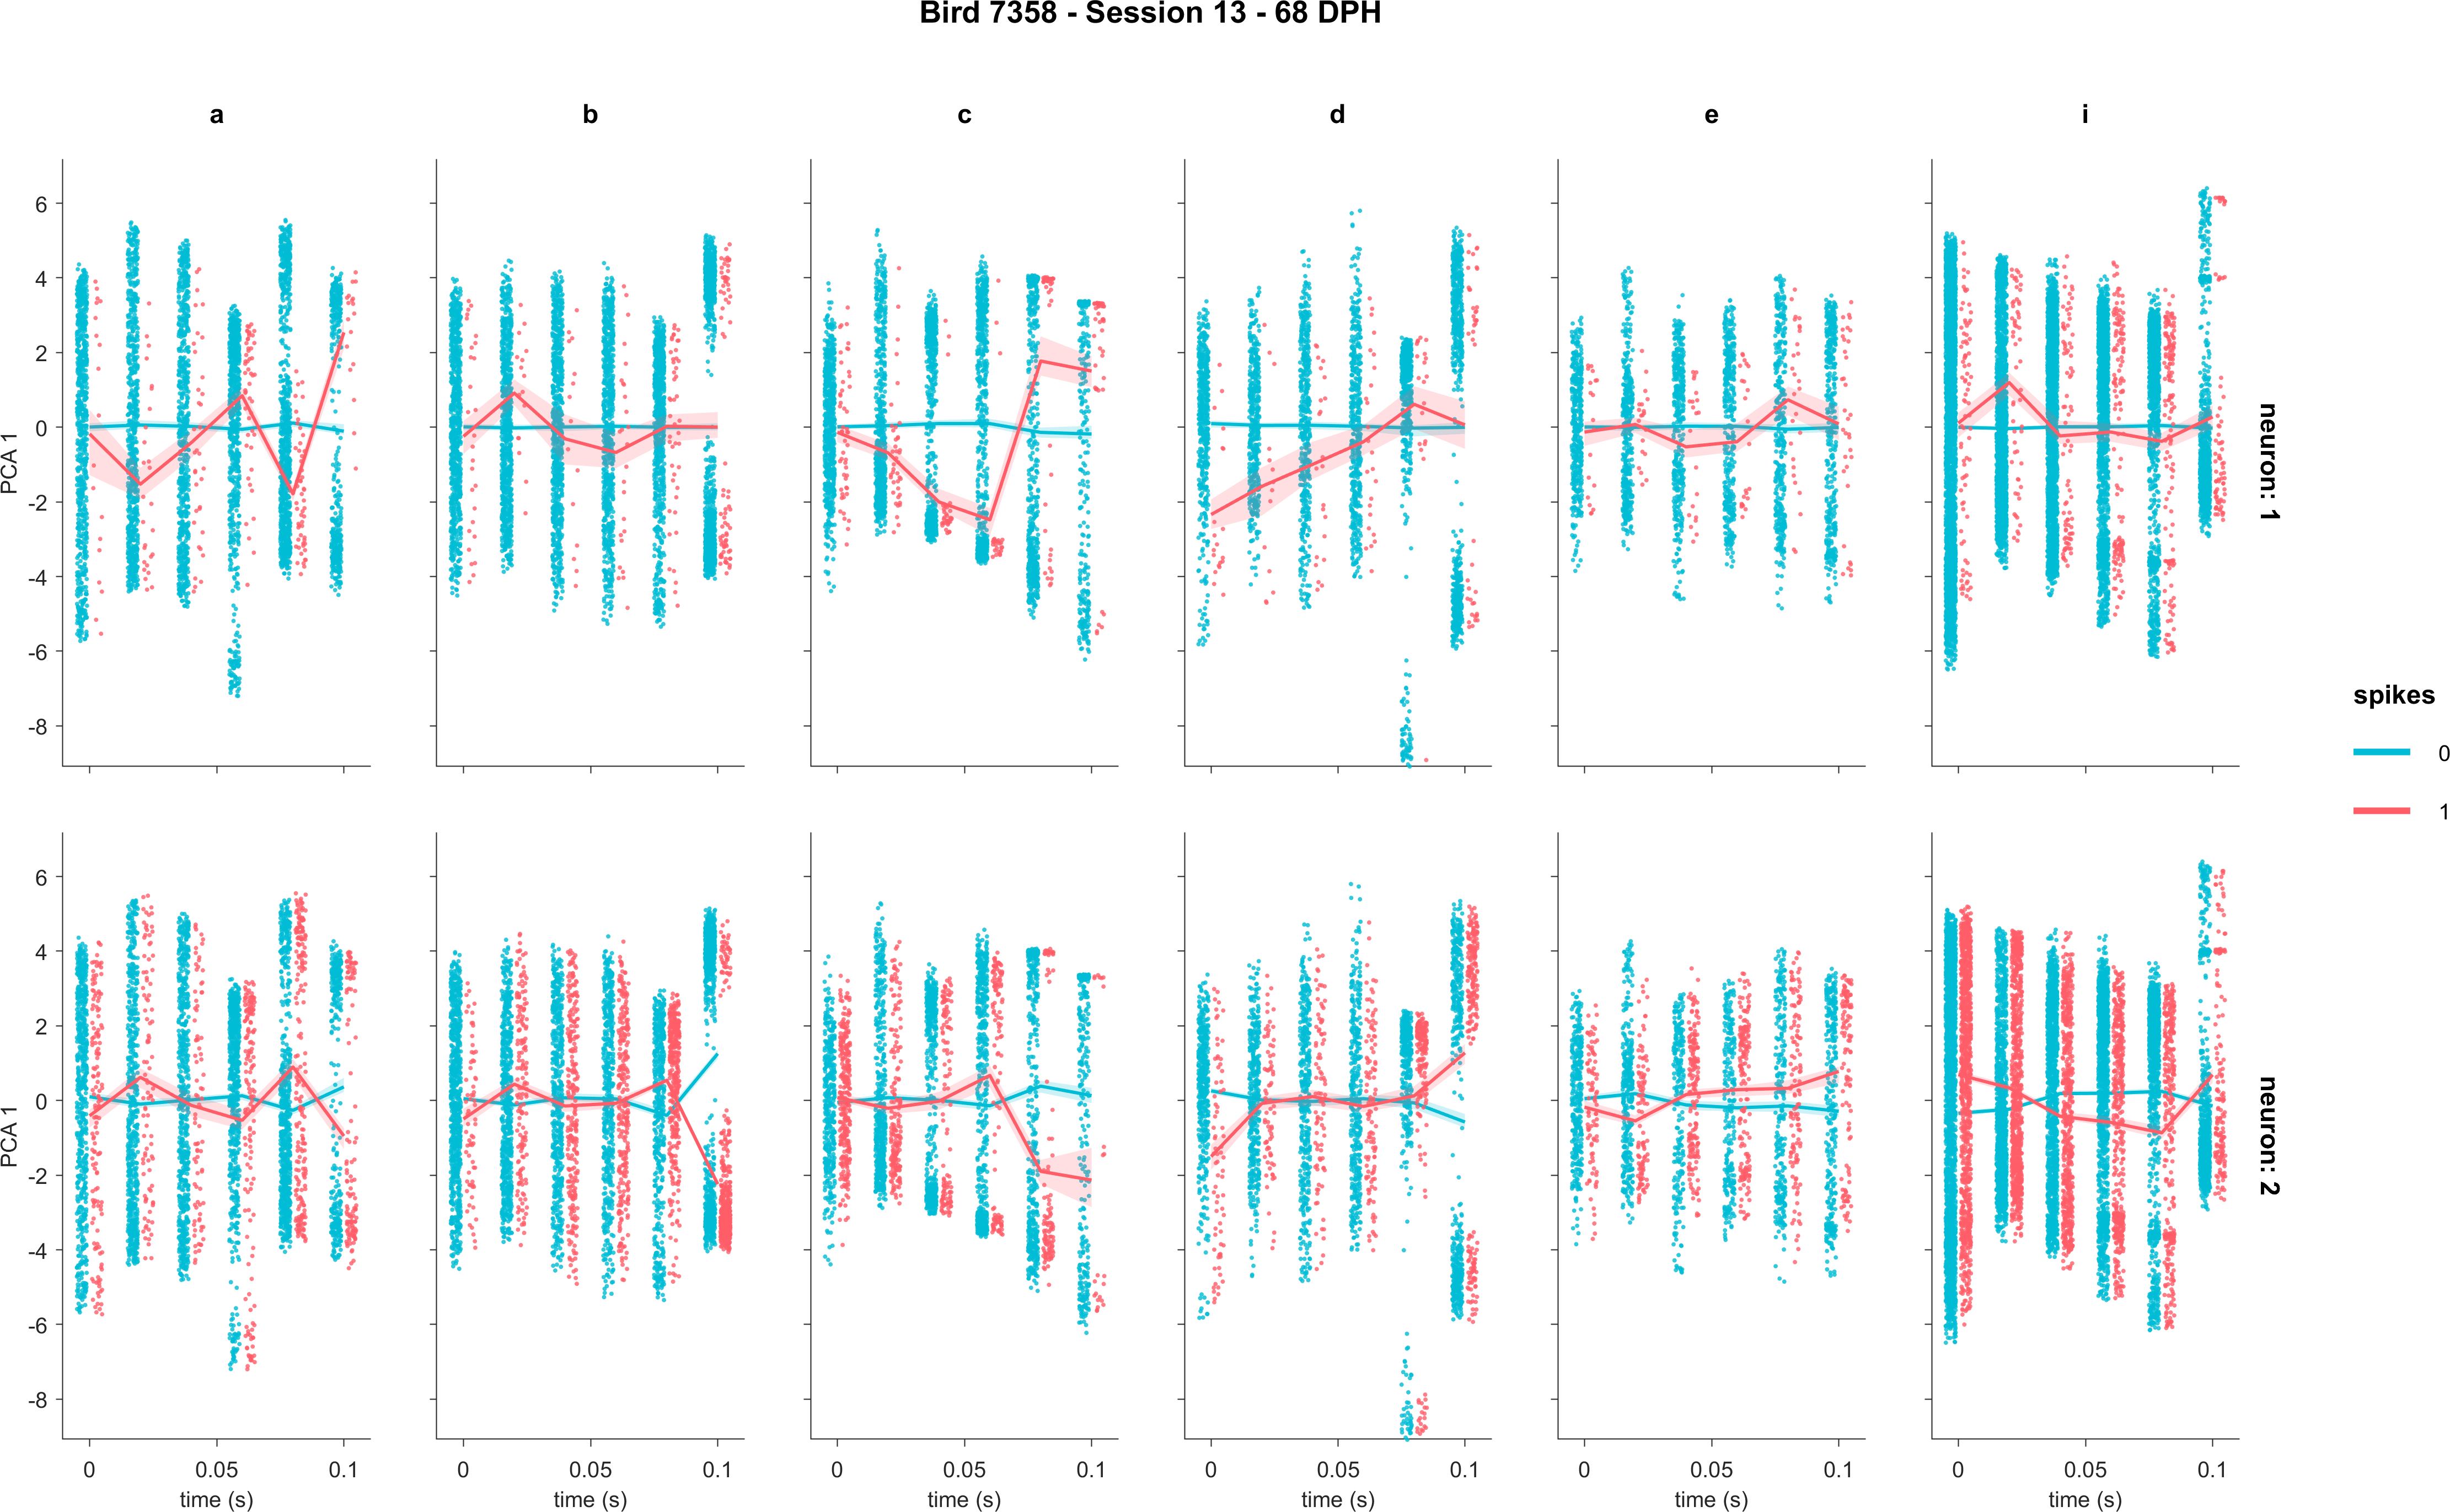 Bird 7358 - Session 13 - 68 DPH
a b c d e i
6
4
2
0
-2
-4
-6
-8
PCA 1
neuron: 1
spikes
0
1
6
4
2
0
-2
-4
-6
-8
PCA 1
neuron: 2
0 0.05 0.1 0 0.05 0.1 0 0.05 0.1 0 0.05 0.1 0 0.05 0.1 0 0.05 0.1
time (s) time (s) time (s) time (s) time (s) time (s)